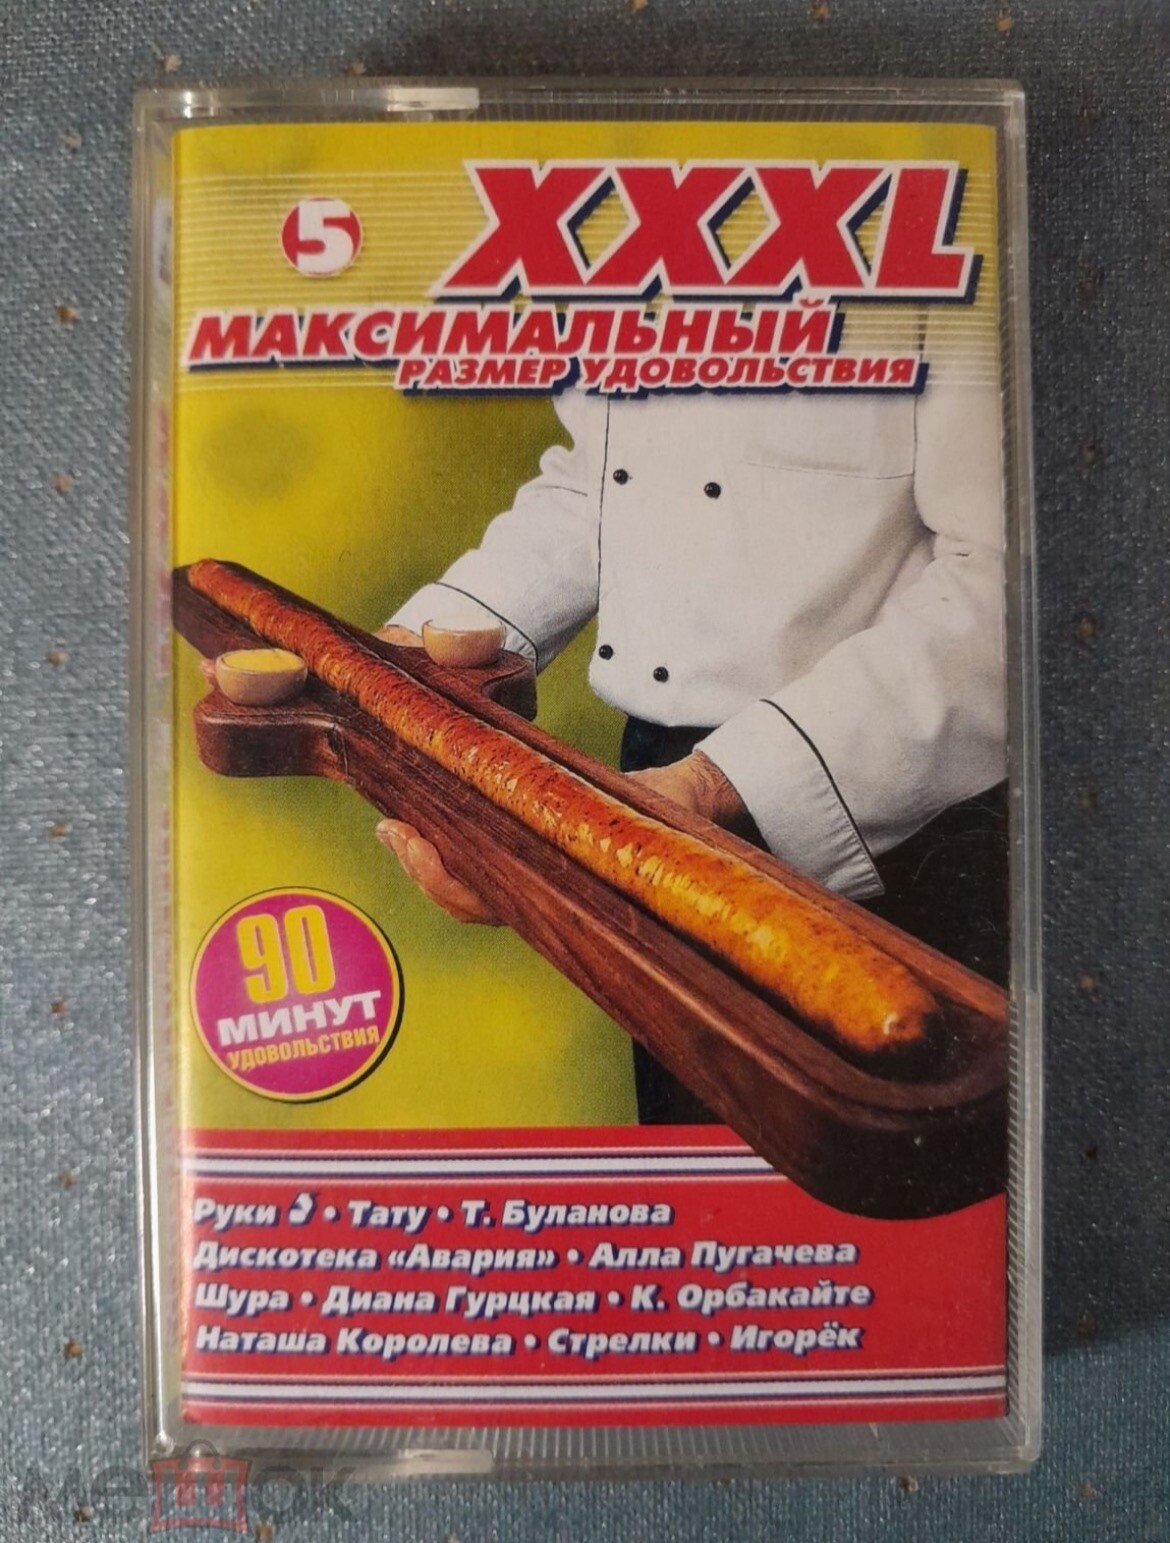 5
XXXL
МАКСИМАЛЬНЫЙ
РАЗМЕР УДОВОЛЬСТВИЯ
90
МИНУТ
УДОВОЛЬСТВИЯ
Руки • Тату • Т. Буланова
Дискотека «Авария» • Алла Пугачева
Шура • Диана Гурцкая • К. Орбакайте
Наташа Королева • Стрелки • Игорёк
мешок